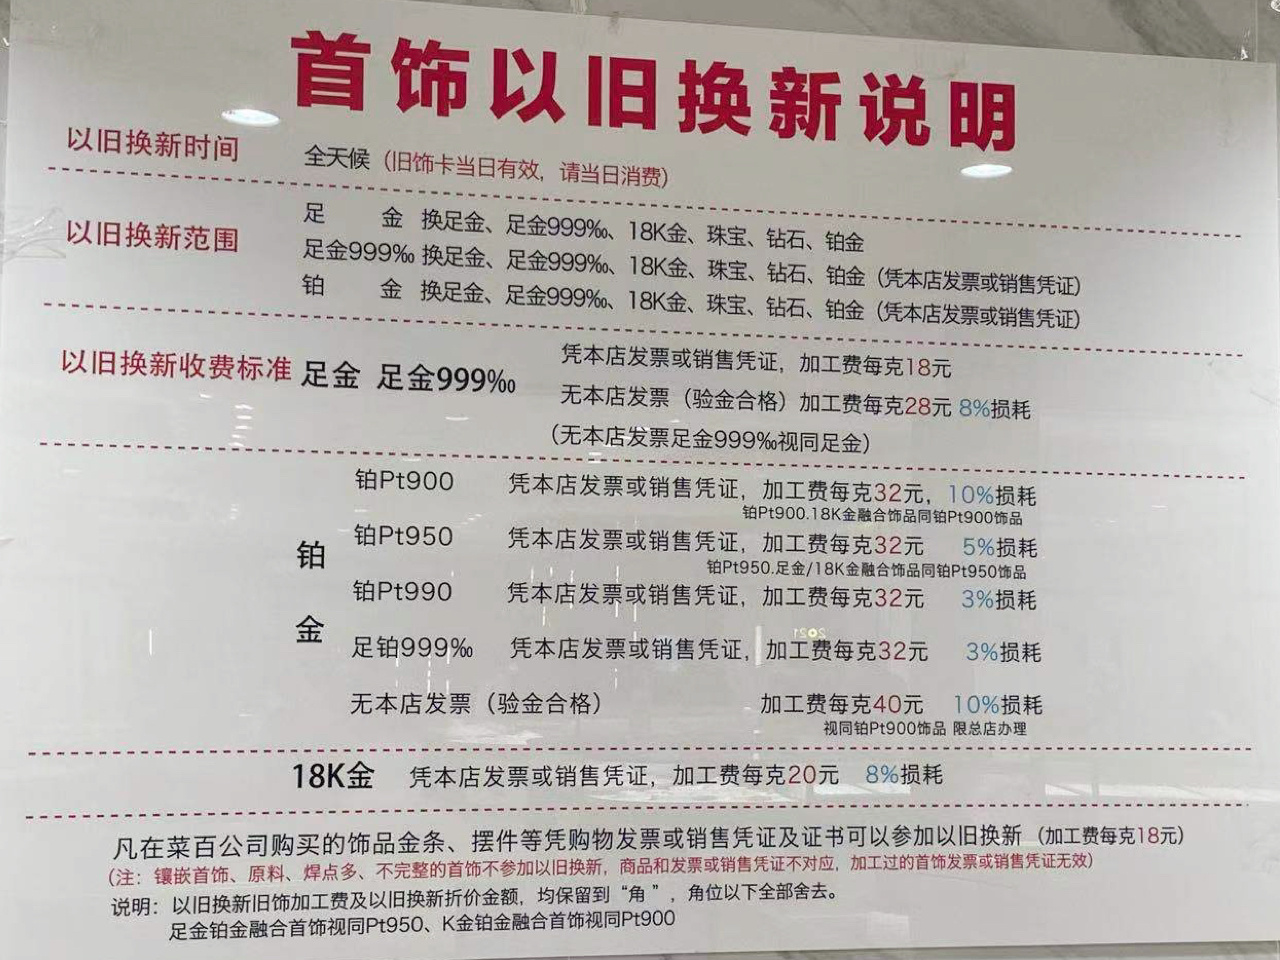 首饰以旧换新说明
以旧换新时间 全天候（旧饰卡当日有效，请当日消费）
以旧换新范围 足 金 换足金、足金999‰、18K金、珠宝、钻石、铂金
足金999‰ 换足金、足金999‰、18K金、珠宝、钻石、铂金（凭本店发票或销售凭证）
铂 金 换足金、足金999‰、18K金、珠宝、钻石、铂金（凭本店发票或销售凭证）
以旧换新收费标准 足金 足金999‰ 凭本店发票或销售凭证，加工费每克18元
无本店发票（验金合格）加工费每克28元 8%损耗
（无本店发票足金999‰视同足金）
铂金
铂Pt900 凭本店发票或销售凭证，加工费每克32元，10%损耗
铂Pt900.18K金融合饰品同铂Pt900饰品
铂Pt950 凭本店发票或销售凭证，加工费每克32元 5%损耗
铂Pt950.足金/18K金融合饰品同铂Pt950饰品
铂Pt990 凭本店发票或销售凭证，加工费每克32元 3%损耗
足铂999‰ 凭本店发票或销售凭证，加工费每克32元 3%损耗
无本店发票（验金合格） 加工费每克40元 10%损耗
视同铂Pt900饰品 限总店办理
18K金 凭本店发票或销售凭证，加工费每克20元 8%损耗
凡在菜百公司购买的饰品金条、摆件等凭购物发票或销售凭证及证书可以参加以旧换新（加工费每克18元）
（注：镶嵌首饰、原料、焊点多、不完整的首饰不参加以旧换新，商品和发票或销售凭证不对应，加工过的首饰发票或销售凭证无效）
说明：以旧换新旧饰加工费及以旧换新折价金额，均保留到“角”，角位以下全部舍去。
足金铂金融合首饰视同Pt950、K金铂金融合首饰视同Pt900